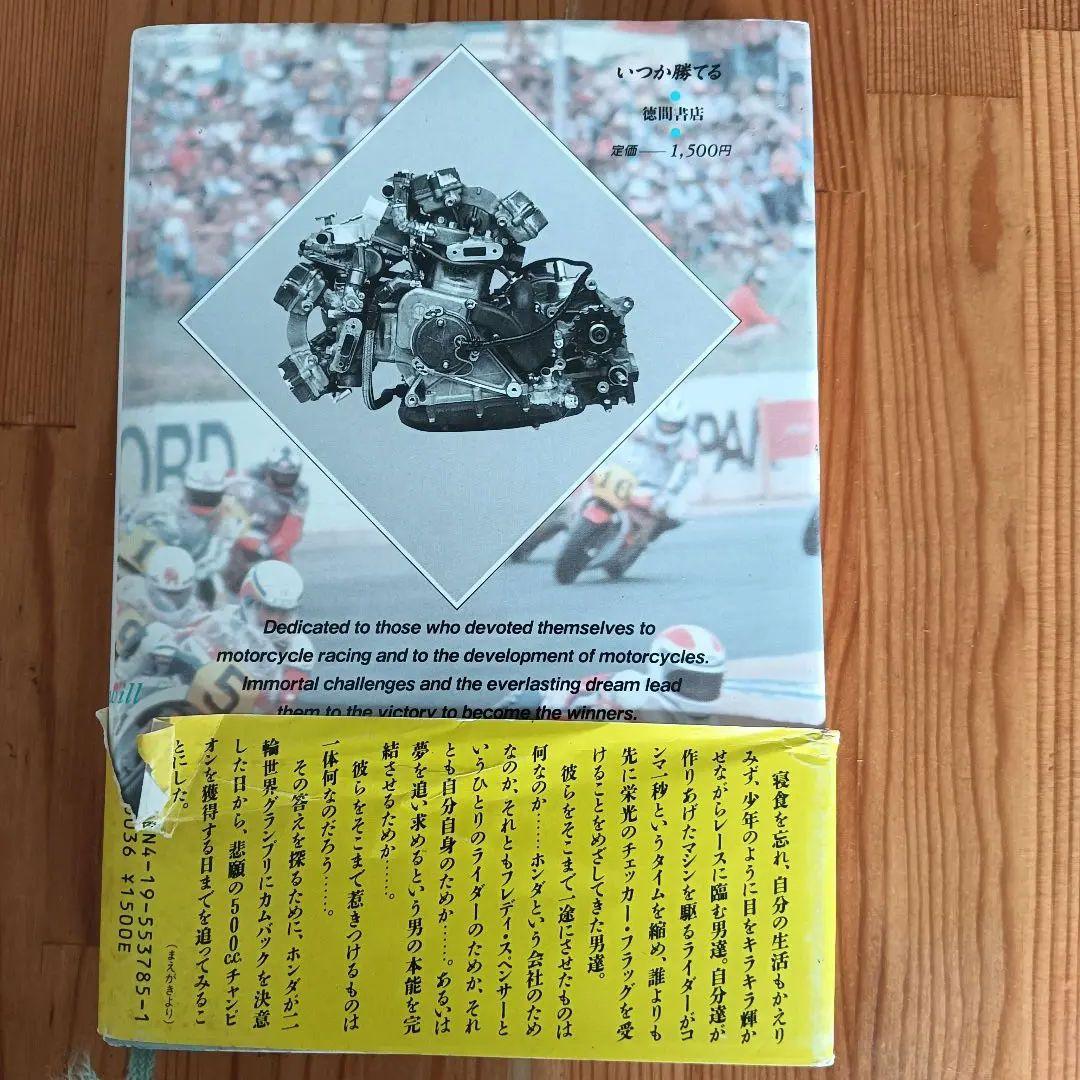 いつか勝てる
徳間書店
定価——1,500円
ORD
PAN
16
1
9
5
Dedicated to those who devoted themselves to
motorcycle racing and to the development of motorcycles.
Immortal challenges and the everlasting dream lead
them to the victory to become the winners.
will
寝食を忘れ、自分の生活もかえり
みず、少年のように目をキラキラ輝か
せながらレースに臨む男達。自分達が
作りあげたマシンを駆るライダーがコ
ンマ一秒というタイムを縮め、誰よりも
先に栄光のチェッカー・フラッグを受
けることをめざしてきた男達。
彼らをそこまで一途にさせたものは
何なのか……ホンダという会社のため
なのか、それともフレディ・スペンサーと
いうひとりのライダーのためか、それ
とも自分自身のためか……。あるいは
夢を追い求めるという男の本能を完
結させるためか……。
彼らをそこまで惹きつけるものは
一体何なのだろう……。
その答えを探るために、ホンダが二
輪世界グランプリにカムバックを決意
した日から、悲願の500ccチャンピ
オンを獲得する日までを追ってみるこ
とにした。
（まえがきより）
N4-19-553785-1
0036 ¥1500E